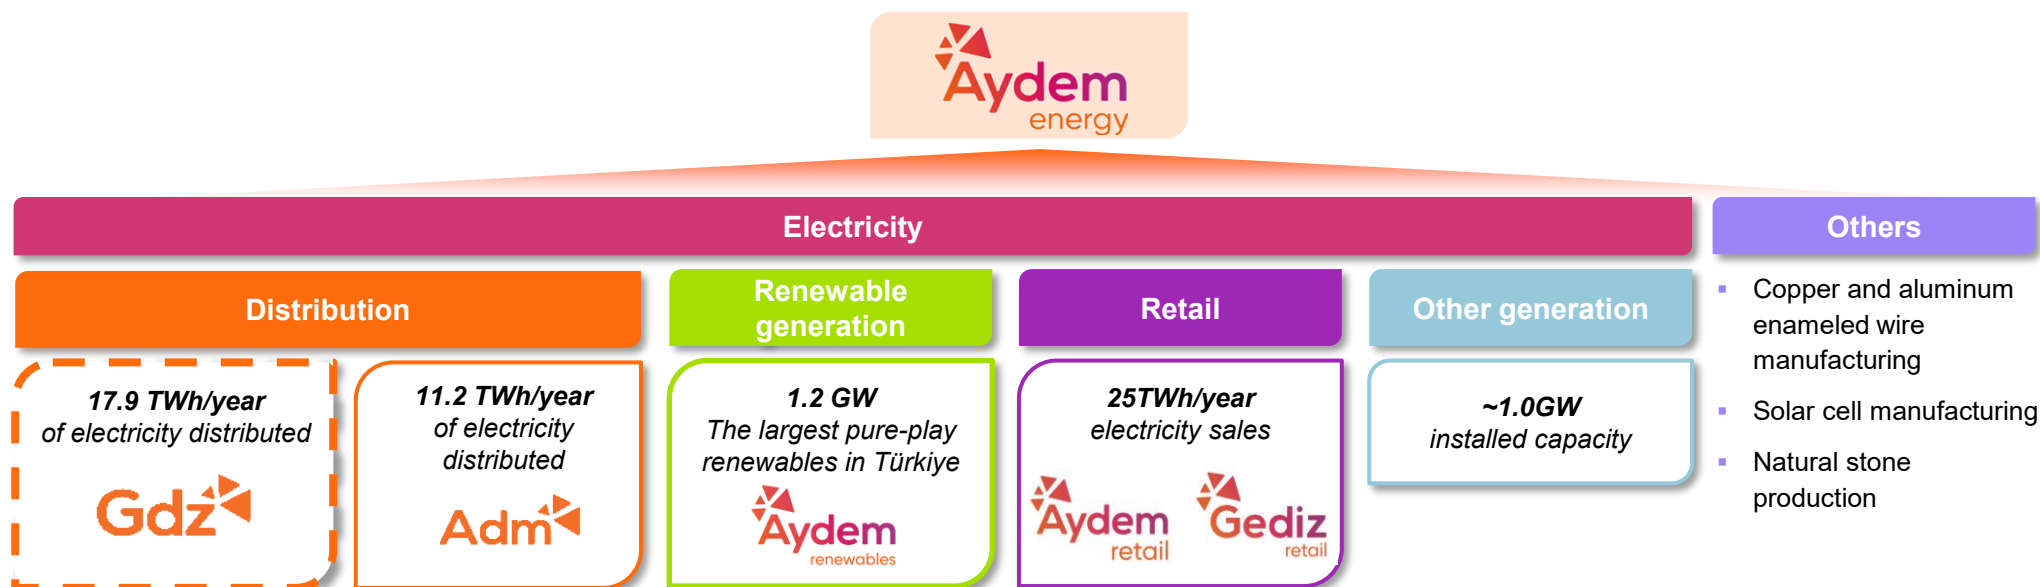 Aydem
energy
Electricity
Others
Distribution
Renewable
generation
Retail
Other generation
17.9 TWh/year
of electricity distributed
Gdz
11.2 TWh/year
of electricity
distributed
Adm
1.2 GW
The largest pure-play
renewables in Türkiye
Aydem
renewables
25TWh/year
electricity sales
Aydem
retail
Gediz
retail
~1.0GW
installed capacity
▪ Copper and aluminum
enameled wire
manufacturing
▪ Solar cell manufacturing
▪ Natural stone
production